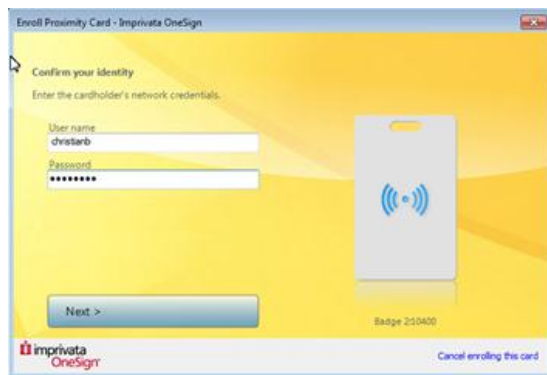 Enroll Proximity Card - Imprivata OneSign
Confirm your identity
Enter the cardholder's network credentials.
User name
christianb
Password
••••••••
Next >
Badge 2:10400
imprivata
OneSign
Cancel enrolling this card